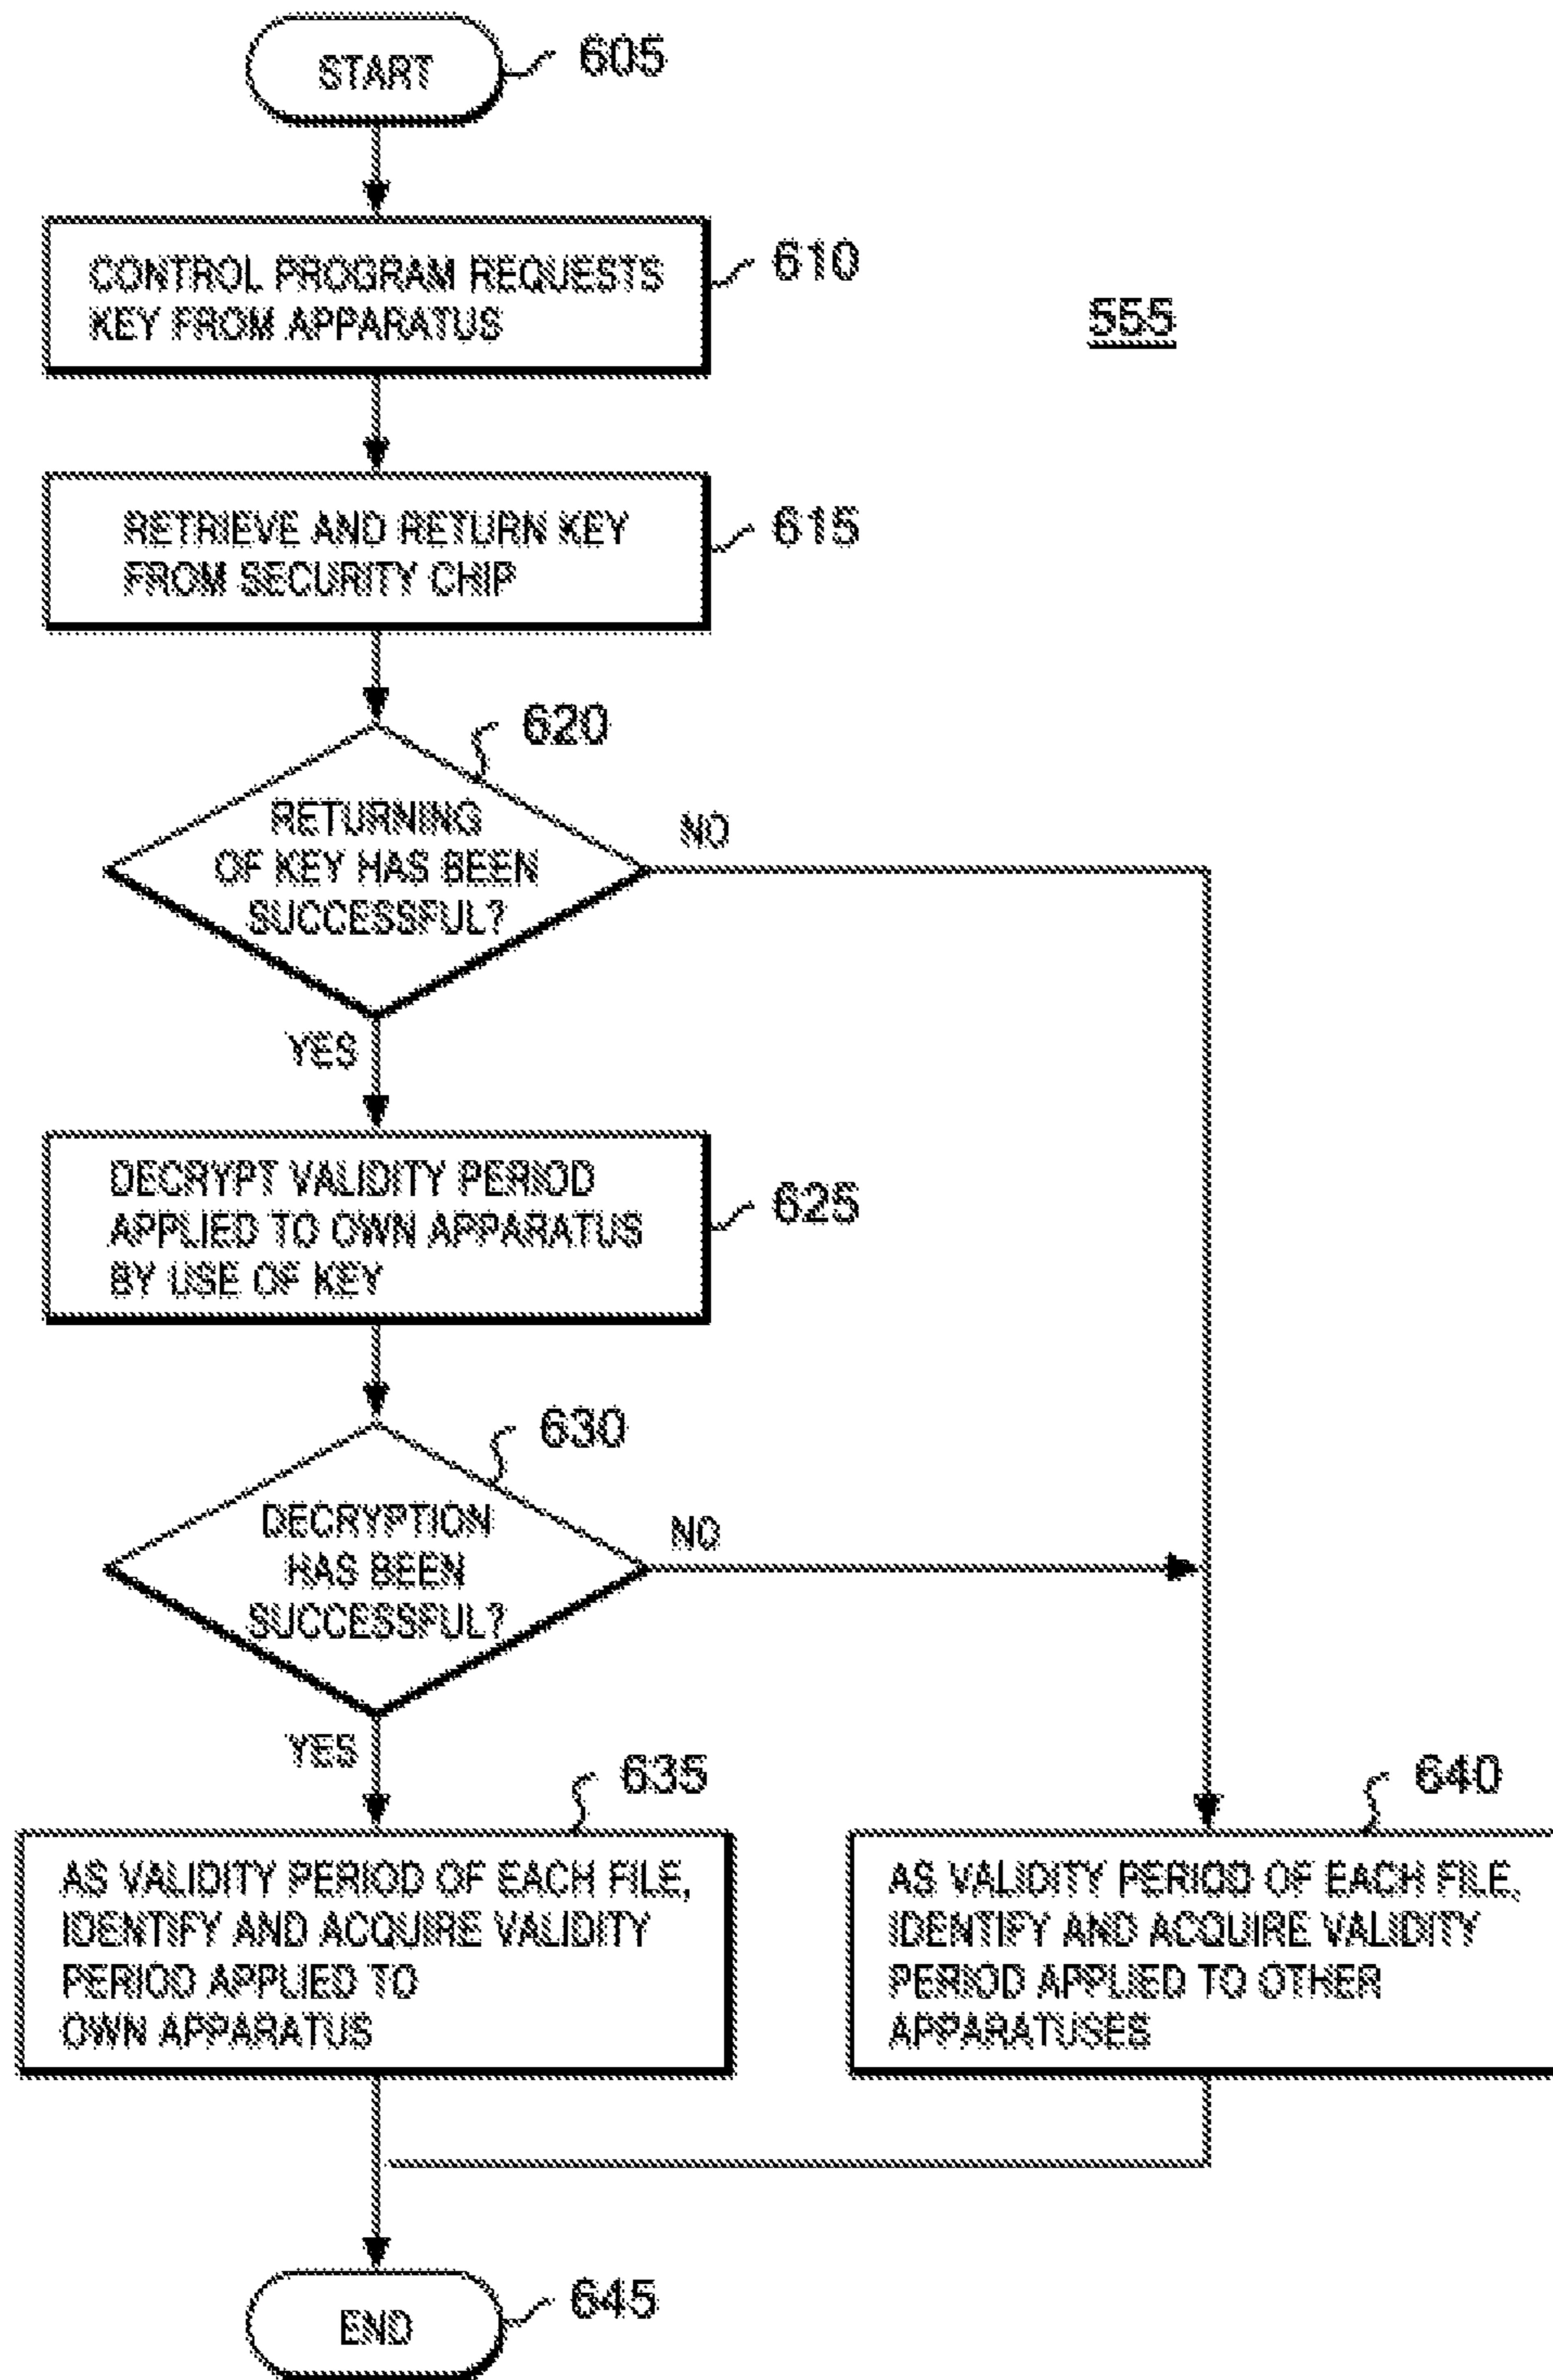 START
605
CONTROL PROGRAM REQUESTS
KEY FROM APPARATUS
610
555
RETRIEVE AND RETURN KEY
FROM SECURITY CHIP
615
620
RETURNING
OF KEY HAS BEEN
SUCCESSFUL?
NO
YES
DECRYPT VALIDITY PERIOD
APPLIED TO OWN APPARATUS
BY USE OF KEY
625
630
DECRYPTION
HAS BEEN
SUCCESSFUL?
NO
YES
635
640
AS VALIDITY PERIOD OF EACH FILE,
IDENTIFY AND ACQUIRE VALIDITY
PERIOD APPLIED TO
OWN APPARATUS
AS VALIDITY PERIOD OF EACH FILE,
IDENTIFY AND ACQUIRE VALIDITY
PERIOD APPLIED TO OTHER
APPARATUSES
END
645